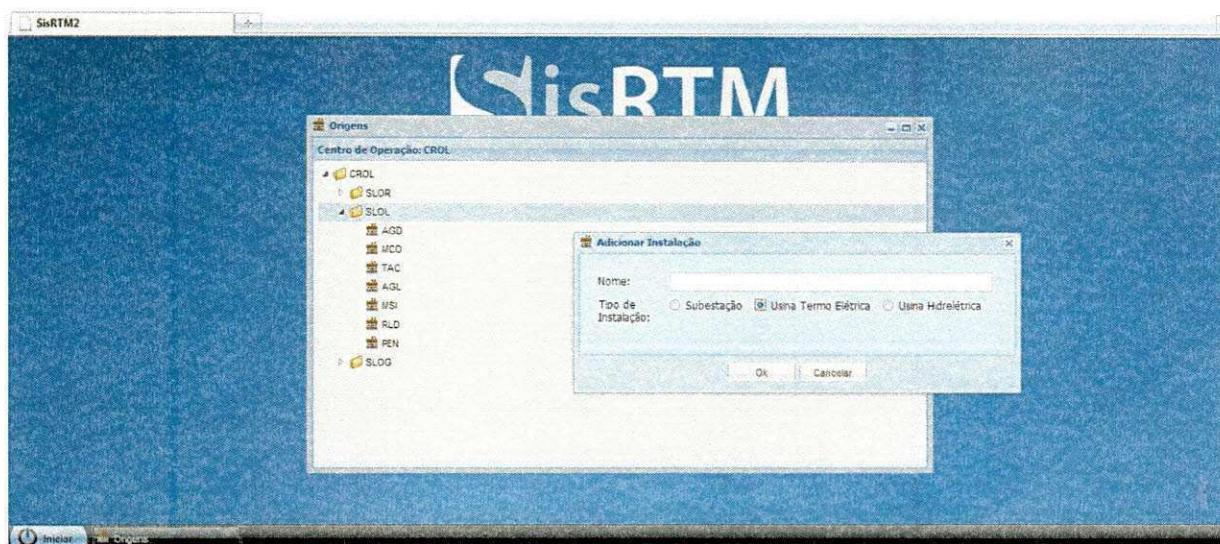 SisRTM2
+
SisRTM
Origens
Centro de Operação: CROL
CROL
SLOR
SLOL
AGD
MCO
TAC
AGL
MSI
RLD
PEN
SLOG
Adicionar Instalação
Nome:
Tipo de Instalação:
Subestação
Usina Termo Elétrica
Usina Hidrelétrica
Ok
Cancelar
Iniciar
Origens